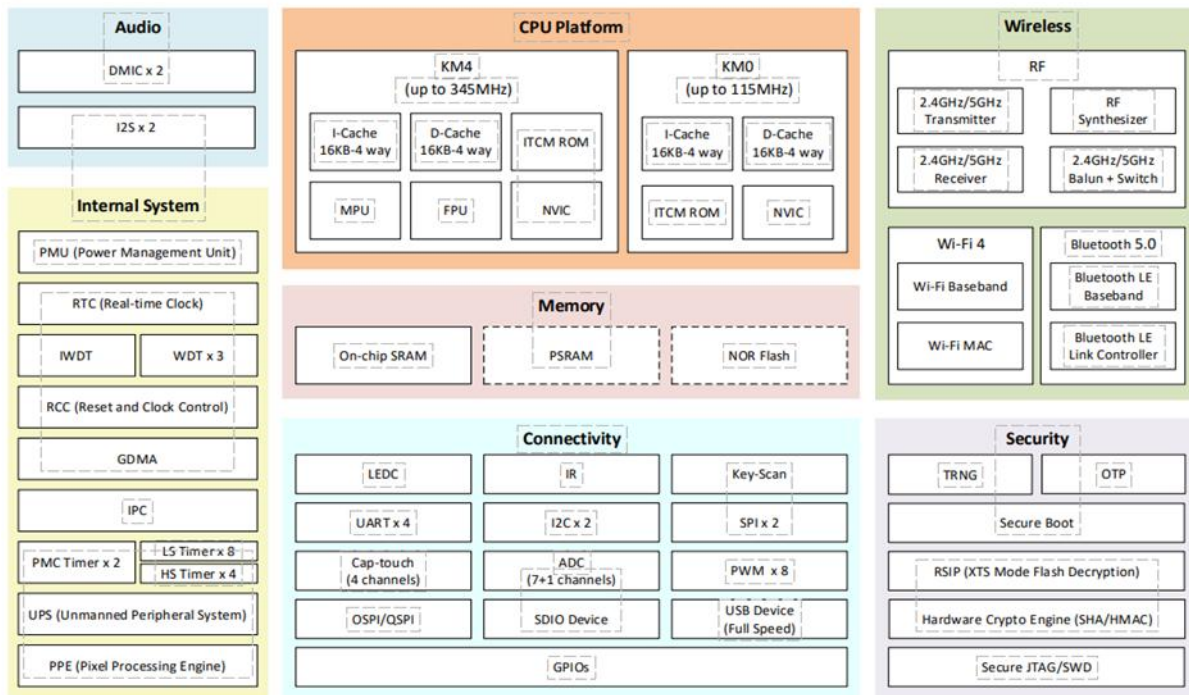 Audio
DMIC x 2
I2S x 2
Internal System
PMU (Power Management Unit)
RTC (Real-time Clock)
IWDT
WDT x 3
RCC (Reset and Clock Control)
GDMA
IPC
PMC Timer x 2
LS Timer x 8
HS Timer x 4
UPS (Unmanned Peripheral System)
PPE (Pixel Processing Engine)
CPU Platform
KM4
(up to 345MHz)
I-Cache
16KB-4 way
D-Cache
16KB-4 way
ITCM ROM
MPU
FPU
NVIC
KM0
(up to 115MHz)
I-Cache
16KB-4 way
D-Cache
16KB-4 way
ITCM ROM
NVIC
Memory
On-chip SRAM
PSRAM
NOR Flash
Connectivity
LEDC
IR
Key-Scan
UART x 4
I2C x 2
SPI x 2
Cap-touch
(4 channels)
ADC
(7+1 channels)
PWM x 8
OSPI/QSPI
SDIO Device
USB Device
(Full Speed)
GPIOs
Wireless
RF
2.4GHz/5GHz
Transmitter
RF
Synthesizer
2.4GHz/5GHz
Receiver
2.4GHz/5GHz
Balun + Switch
Wi-Fi 4
Wi-Fi Baseband
Wi-Fi MAC
Bluetooth 5.0
Bluetooth LE
Baseband
Bluetooth LE
Link Controller
Security
TRNG
OTP
Secure Boot
RSIP (XTS Mode Flash Decryption)
Hardware Crypto Engine (SHA/HMAC)
Secure JTAG/SWD